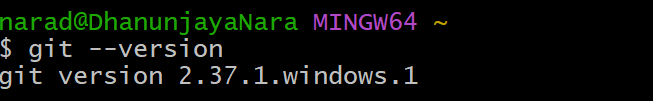 narad@DhanunjayaNara MINGW64 ~
$ git --version
git version 2.37.1.windows.1